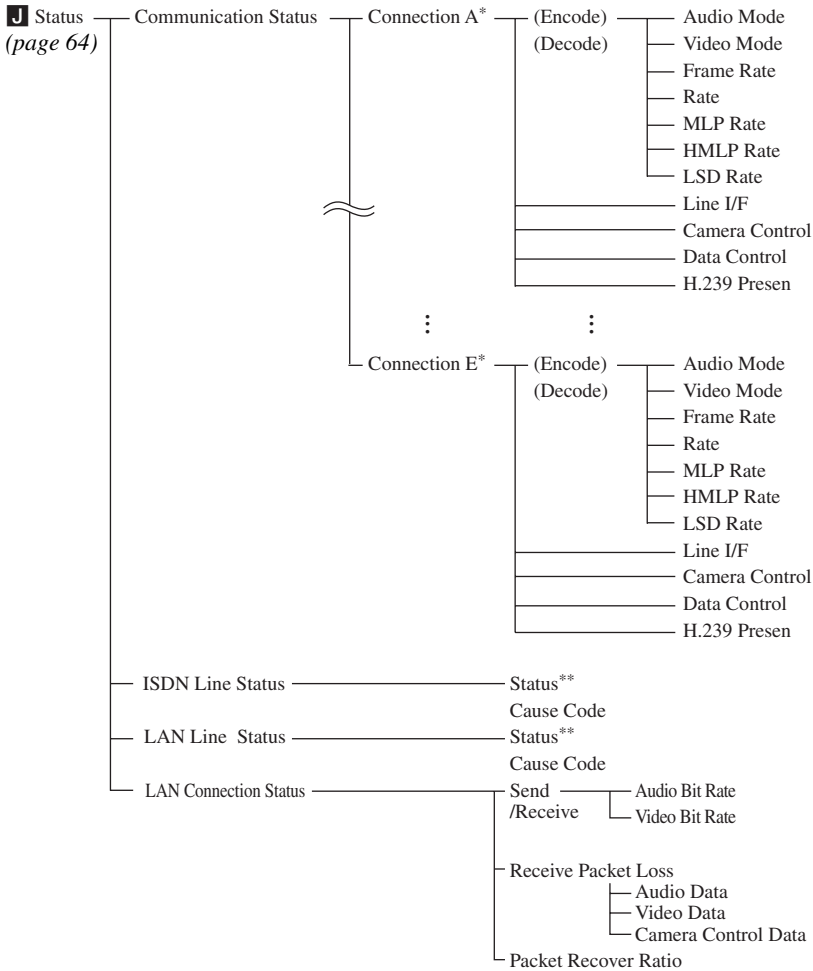 J Status Communication Status Connection A* (Encode) Audio Mode
(page 64) (Decode) Video Mode
Frame Rate
Rate
MLP Rate
HMLP Rate
LSD Rate
Line I/F
Camera Control
Data Control
H.239 Presen
Connection E* (Encode) Audio Mode
(Decode) Video Mode
Frame Rate
Rate
MLP Rate
HMLP Rate
LSD Rate
Line I/F
Camera Control
Data Control
H.239 Presen
ISDN Line Status Status**
Cause Code
LAN Line Status Status**
Cause Code
LAN Connection Status Send Audio Bit Rate
/Receive Video Bit Rate
Receive Packet Loss
Audio Data
Video Data
Camera Control Data
Packet Recover Ratio